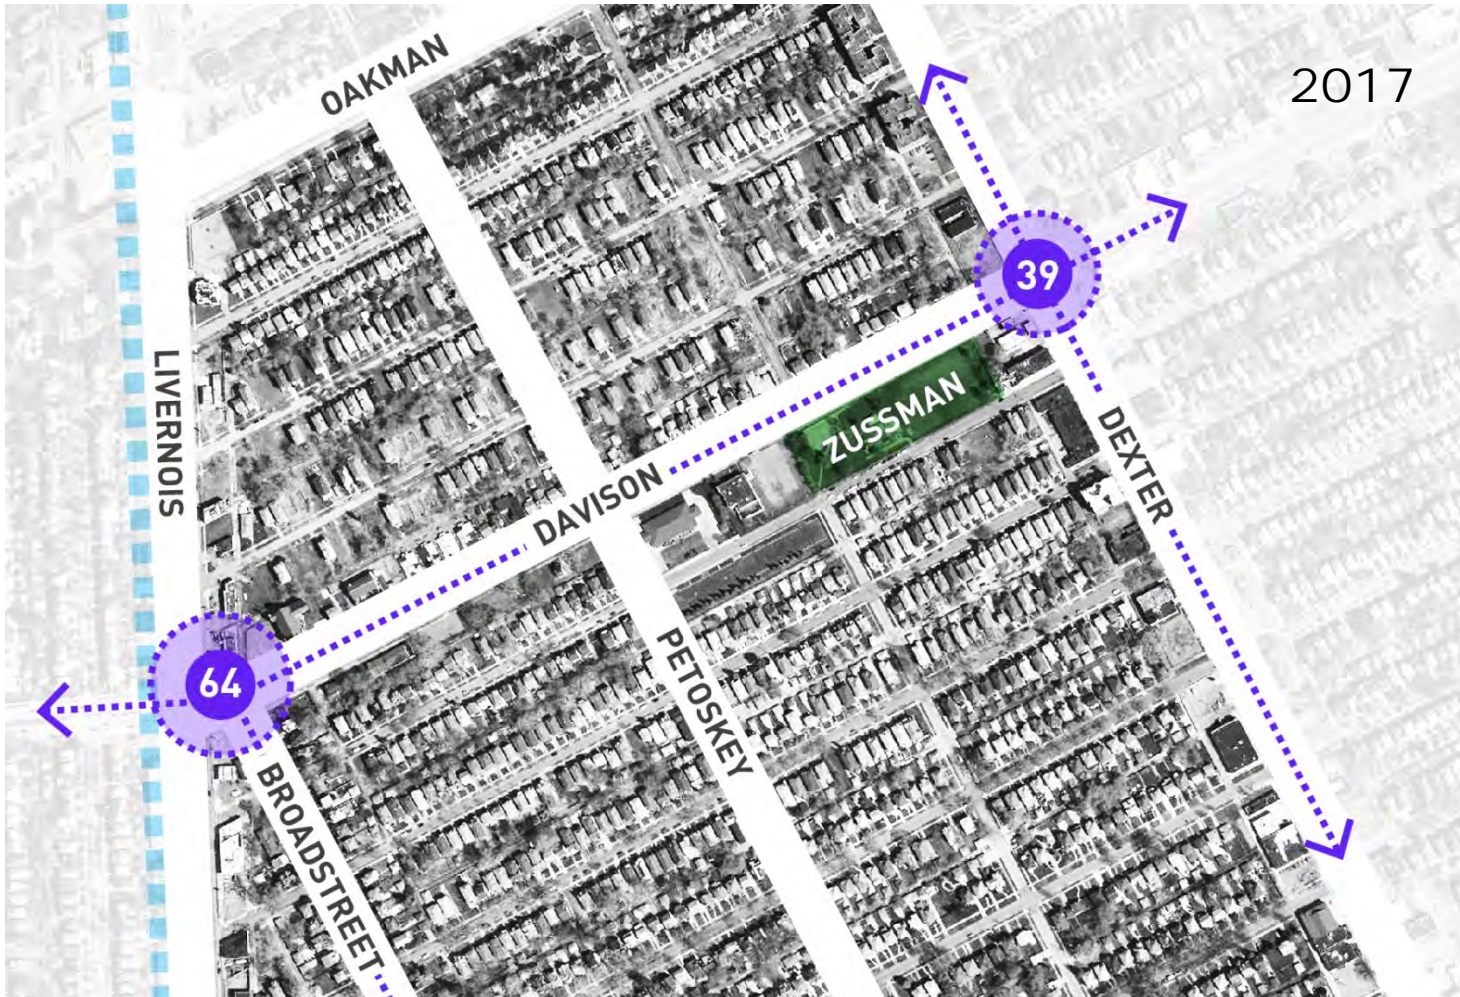 2017
OAKMAN
39
LIVERNOIS
ZUSSMAN
DEXTER
DAVISON
64
PETOSKEY
BROADSTREET